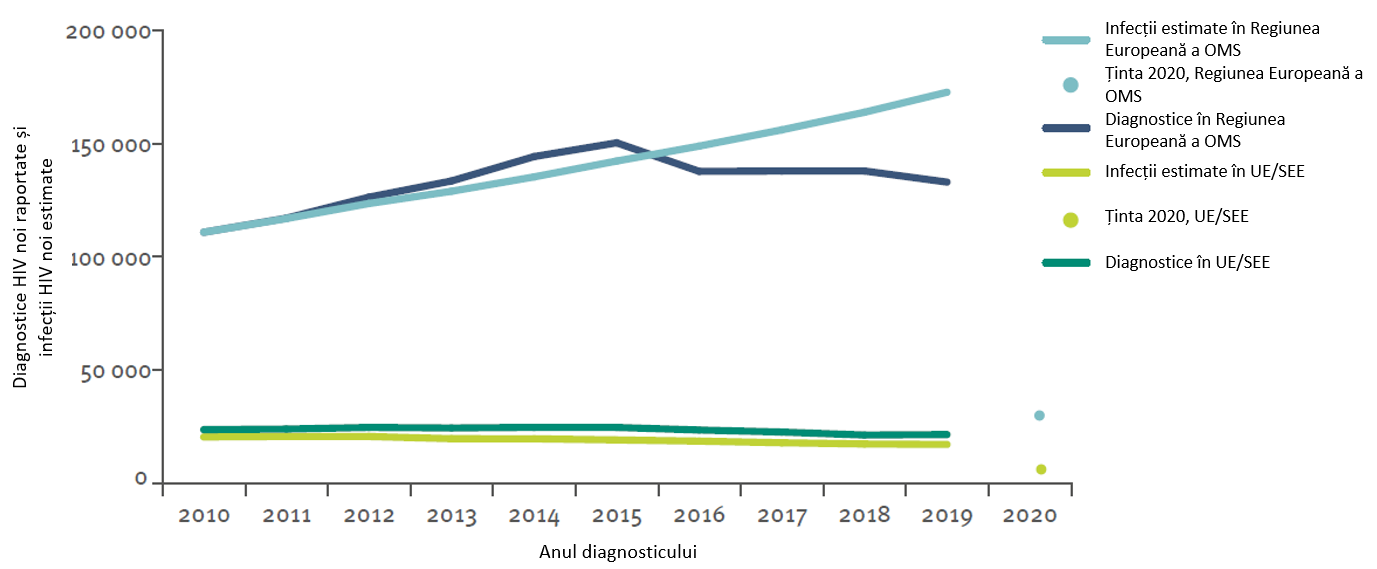 200 000
150 000
100 000
50 000
0
Diagnostice HIV noi raportate și
infecții HIV noi estimate
2010 2011 2012 2013 2014 2015 2016 2017 2018 2019 2020
Anul diagnosticului
Infecții estimate în Regiunea
Europeană a OMS
Ținta 2020, Regiunea Europeană a
OMS
Diagnostice în Regiunea
Europeană a OMS
Infecții estimate în UE/SEE
Ținta 2020, UE/SEE
Diagnostice în UE/SEE